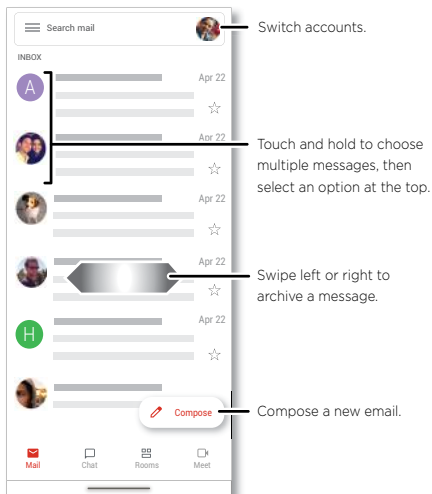 Search mail
Switch accounts.
INBOX
A
Apr 22
Apr 22
Touch and hold to choose
multiple messages, then
select an option at the top.
Apr 22
Apr 22
Swipe left or right to
archive a message.
H
Apr 22
Compose
Compose a new email.
Mail
Chat
Rooms
Meet